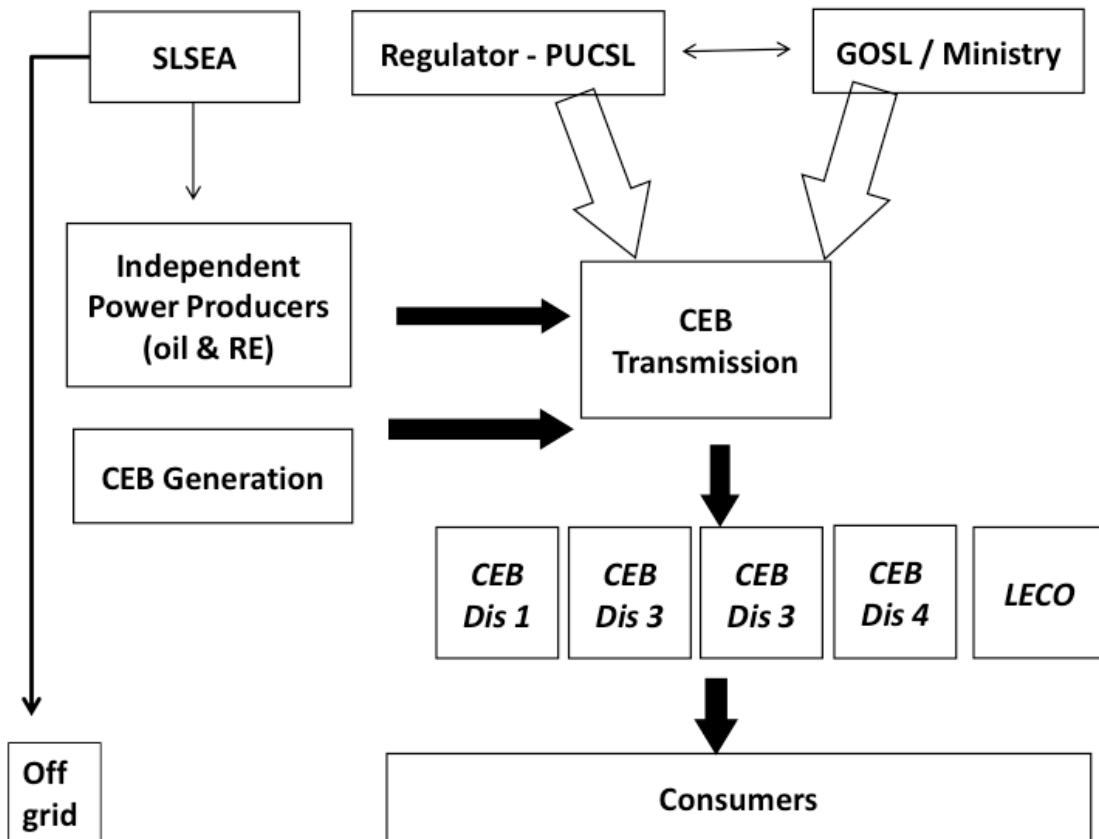 SLSEA
Regulator - PUCSL
GOSL / Ministry
Independent
Power Producers
(oil & RE)
CEB
Transmission
CEB Generation
CEB
Dis 1
CEB
Dis 3
CEB
Dis 3
CEB
Dis 4
LECO
Off
grid
Consumers